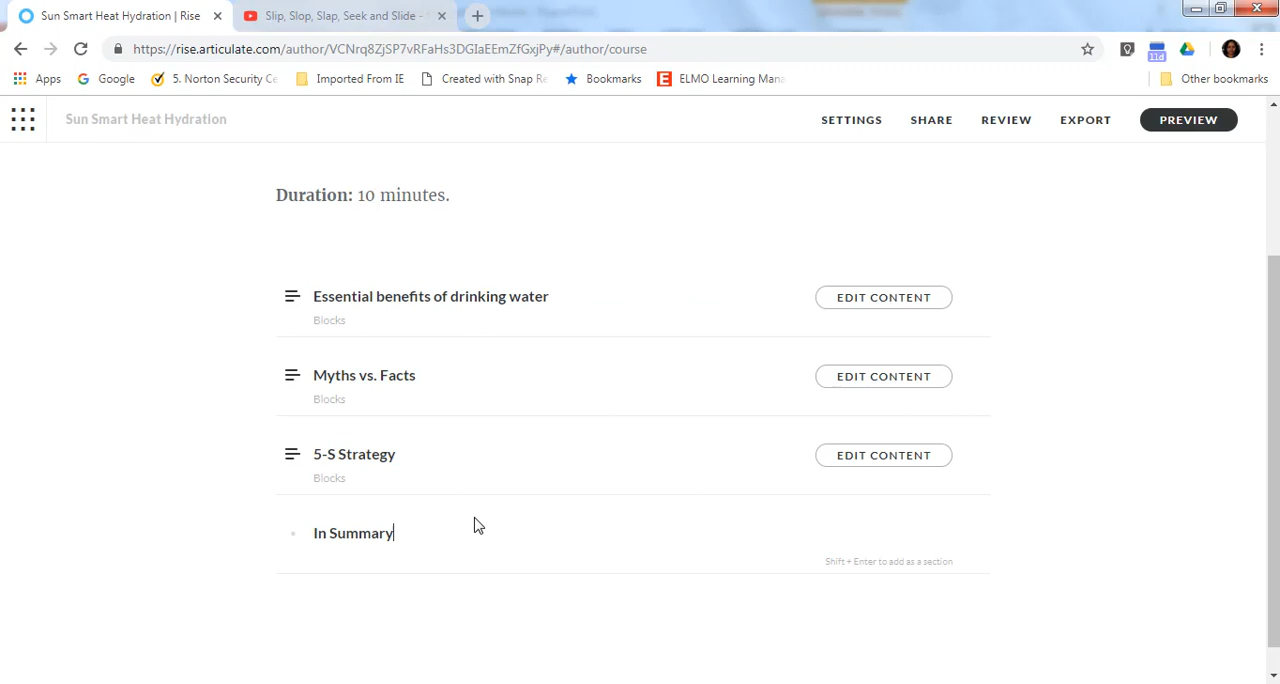 Sun Smart Heat Hydration | Rise
Slip, Slop, Slap, Seek and Slide -
https://rise.articulate.com/author/VCNrq8ZjSP7vRFaHs3DGIaEEmZfGxjPy#/author/course
11d
Apps
Google
5. Norton Security Ce
Imported From IE
Created with Snap Re
Bookmarks
ELMO Learning Mana
Other bookmarks
Sun Smart Heat Hydration
SETTINGS
SHARE
REVIEW
EXPORT
PREVIEW
Duration: 10 minutes.
Essential benefits of drinking water
EDIT CONTENT
Blocks
Myths vs. Facts
EDIT CONTENT
Blocks
5-S Strategy
EDIT CONTENT
Blocks
In Summary
Shift + Enter to add as a section